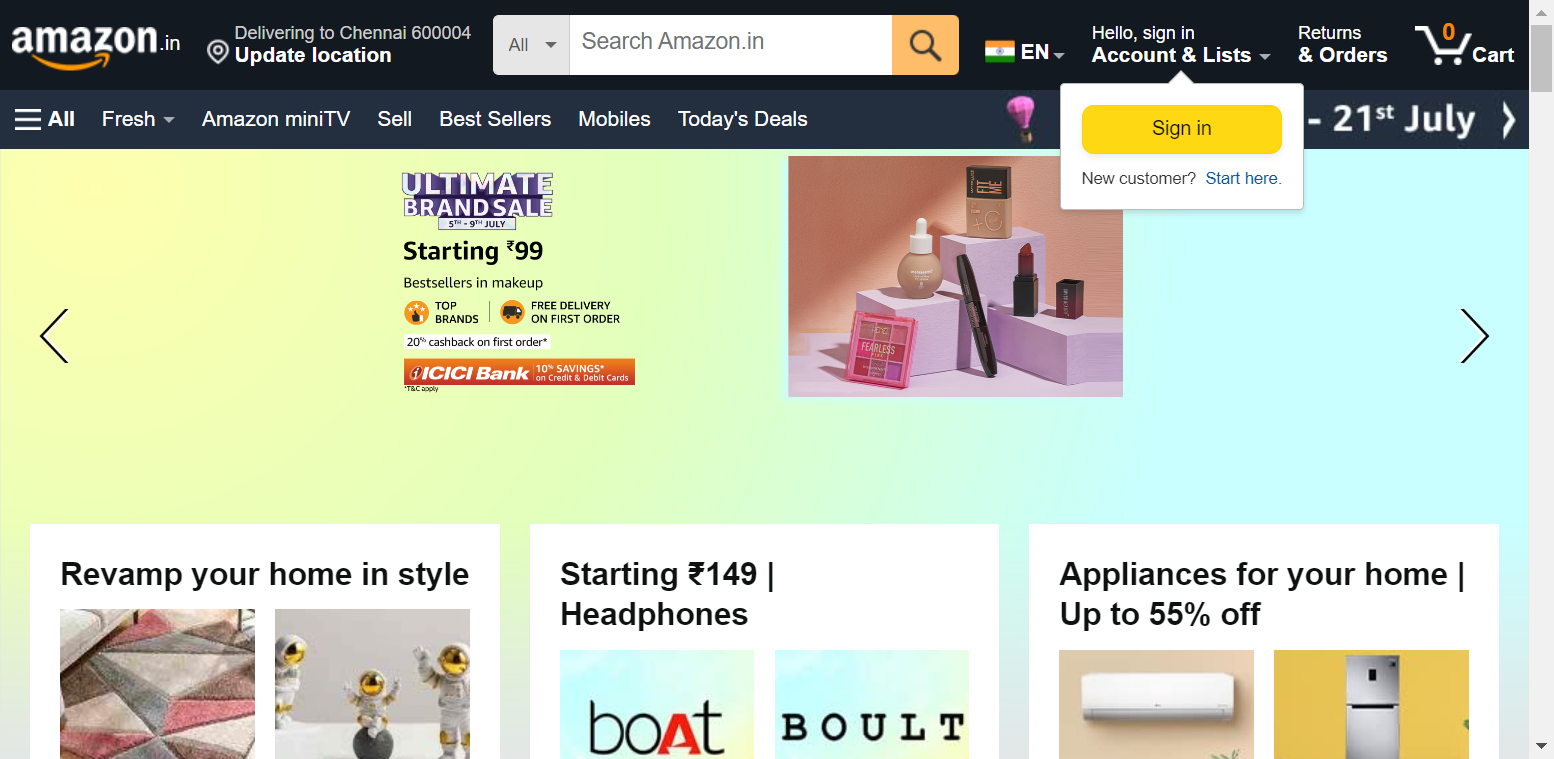 amazon.in
Delivering to Chennai 600004
Update location
All
Search Amazon.in
EN
Hello, sign in
Account & Lists
Returns
& Orders
0
Cart
All
Fresh
Amazon miniTV
Sell
Best Sellers
Mobiles
Today's Deals
- 21st July
Sign in
New customer? Start here.
ULTIMATE
BRAND SALE
5TH - 9TH JULY
Starting ₹99
Bestsellers in makeup
TOP
BRANDS
FREE DELIVERY
ON FIRST ORDER
20% cashback on first order*
ICICI Bank
10% SAVINGS*
on Credit & Debit Cards
*T&C apply
FIT
ME
FEARLESS
Revamp your home in style
Starting ₹149 |
Headphones
boAt
BOULT
Appliances for your home |
Up to 55% off